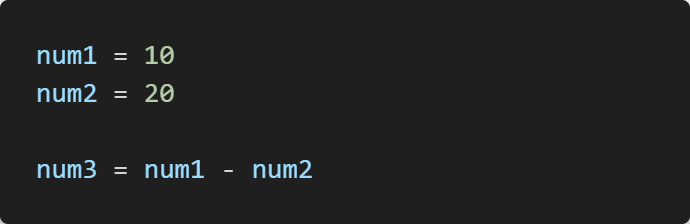 num1 = 10
num2 = 20
num3 = num1 - num2